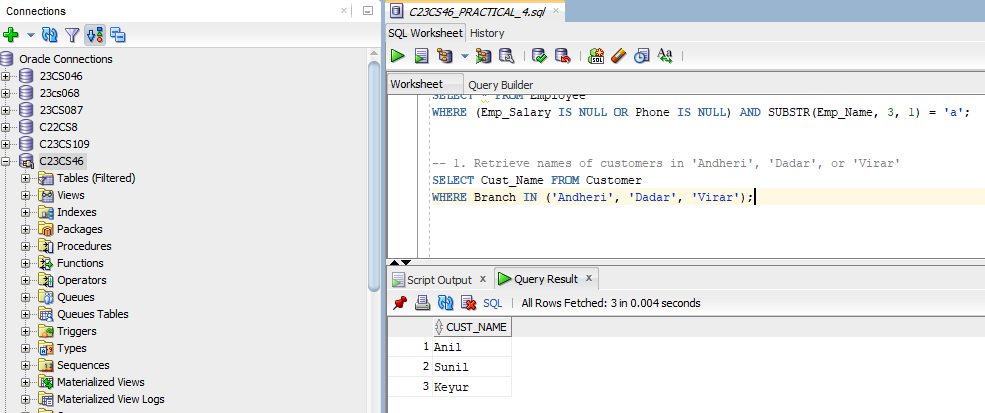 Connections
Oracle Connections
23CS046
23cs068
23CS087
C22CS8
C23CS109
C23CS46
Tables (Filtered)
Views
Indexes
Packages
Procedures
Functions
Operators
Queues
Queues Tables
Triggers
Types
Sequences
Materialized Views
Materialized View Logs
C23CS46_PRACTICAL_4.sql
SQL Worksheet History
Worksheet Query Builder
SELECT * FROM Employee
WHERE (Emp_Salary IS NULL OR Phone IS NULL) AND SUBSTR(Emp_Name, 3, 1) = 'a';
-- 1. Retrieve names of customers in 'Andheri', 'Dadar', or 'Virar'
SELECT Cust_Name FROM Customer
WHERE Branch IN ('Andheri', 'Dadar', 'Virar');
Script Output x Query Result x
SQL | All Rows Fetched: 3 in 0.004 seconds
CUST_NAME
1 Anil
2 Sunil
3 Keyur